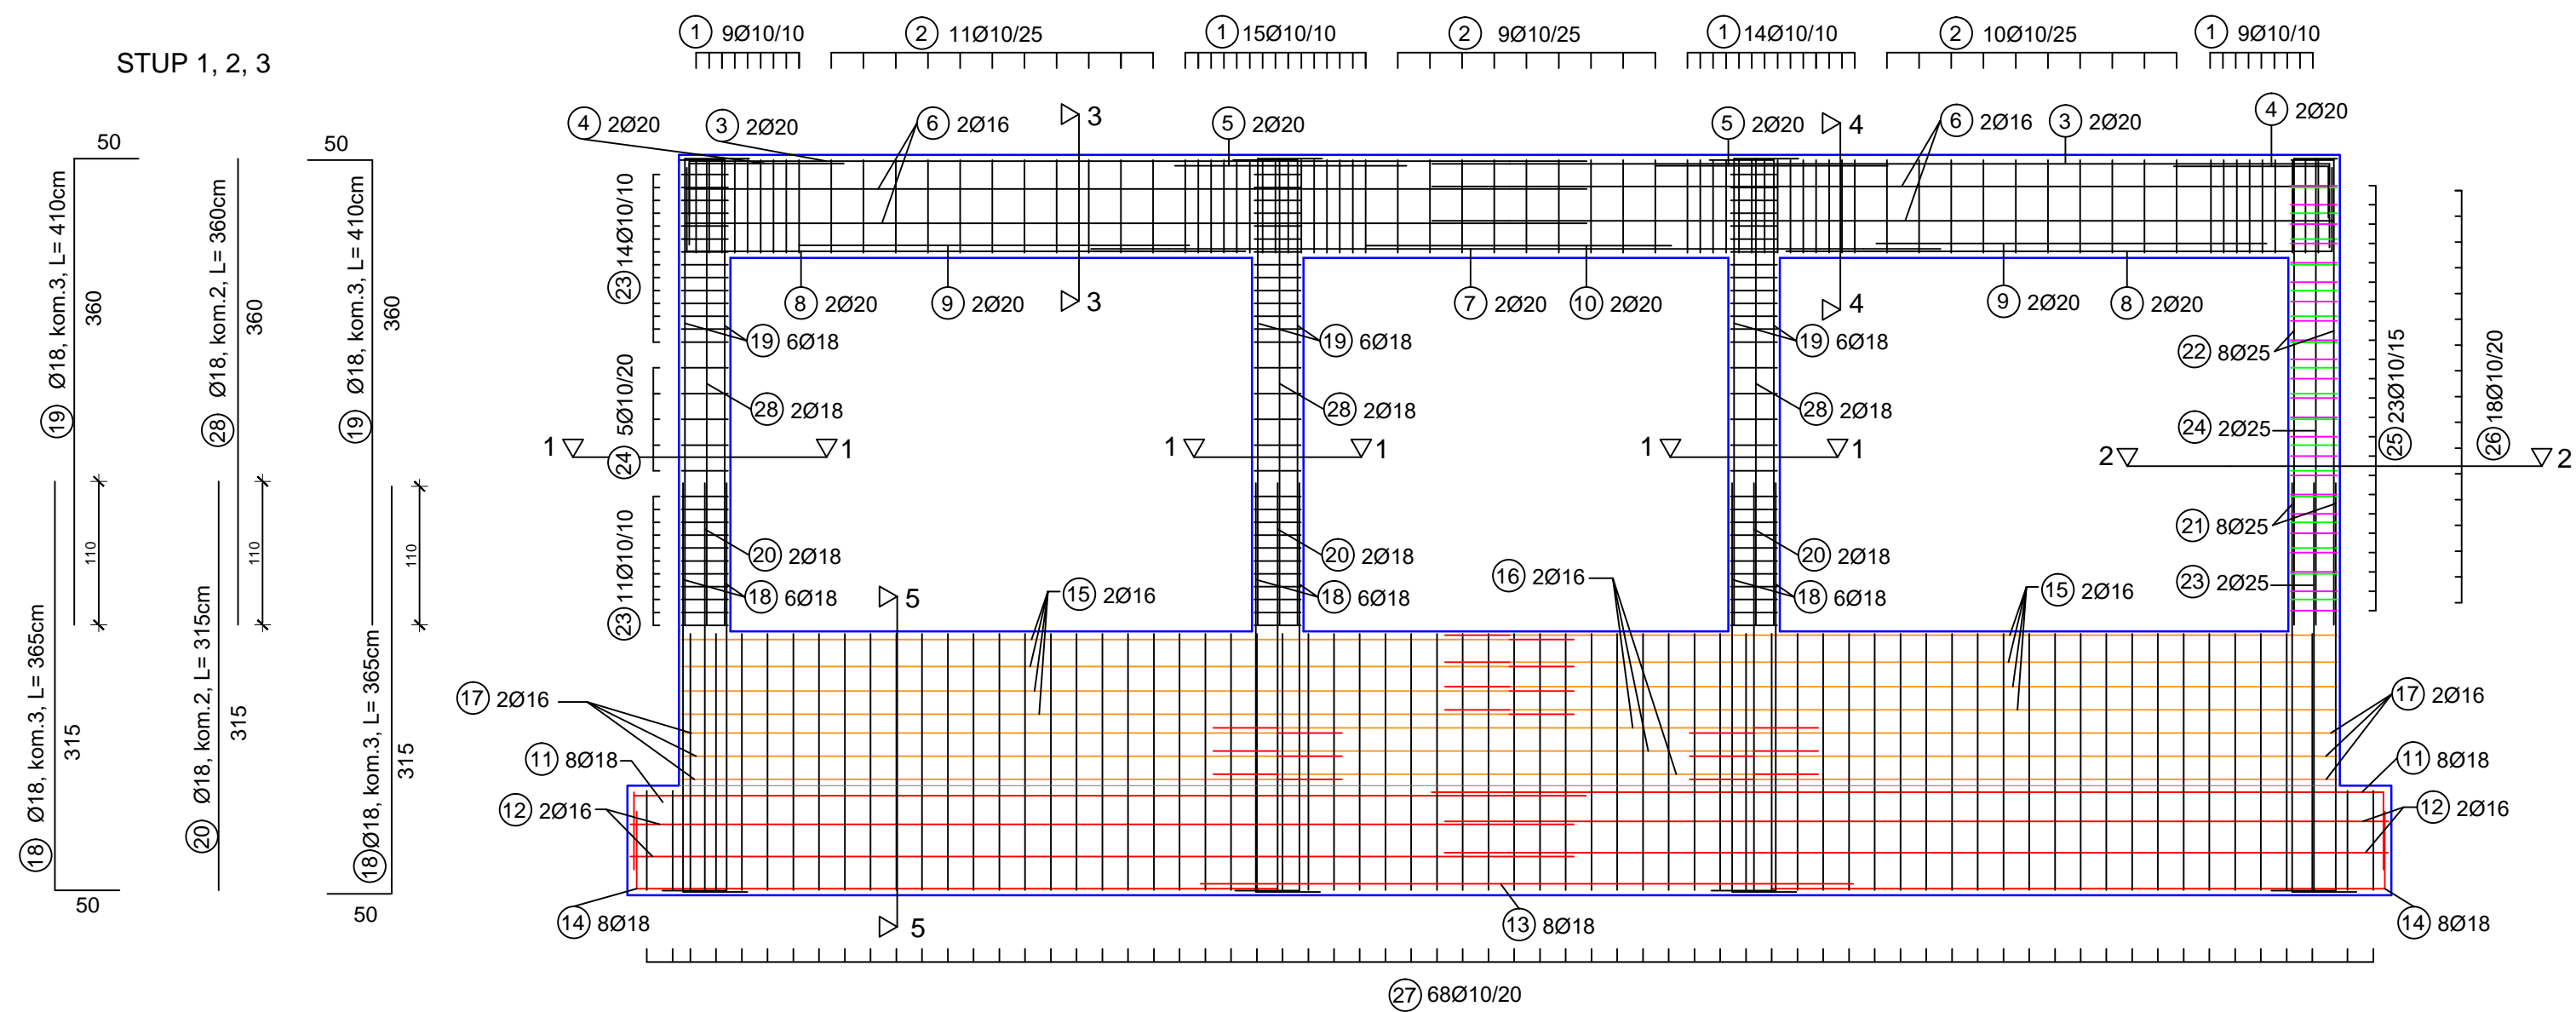 STUP 1, 2, 3
1 9Ø10/10
2 11Ø10/25
1 15Ø10/10
2 9Ø10/25
1 14Ø10/10
2 10Ø10/25
1 9Ø10/10
4 2Ø20
3 2Ø20
6 2Ø16
3
5 2Ø20
5 2Ø20
4
6 2Ø16
3 2Ø20
4 2Ø20
50
19 Ø18, kom.3, L= 410cm
360
110
18 Ø18, kom.3, L= 365cm
315
50
28 Ø18, kom.2, L= 360cm
360
110
20 Ø18, kom.2, L= 315cm
315
50
19 Ø18, kom.3, L= 410cm
360
110
18 Ø18, kom.3, L= 365cm
315
50
23 14Ø10/10
24 5Ø10/20
23 11Ø10/10
8 2Ø20
9 2Ø20
3
7 2Ø20
10 2Ø20
4
9 2Ø20
8 2Ø20
19 6Ø18
19 6Ø18
19 6Ø18
22 8Ø25
28 2Ø18
28 2Ø18
28 2Ø18
24 2Ø25
1
1
1
1
1
1
2
2
25 23Ø10/15
26 18Ø10/20
20 2Ø18
20 2Ø18
20 2Ø18
21 8Ø25
18 6Ø18
5
15 2Ø16
18 6Ø18
16 2Ø16
18 6Ø18
15 2Ø16
23 2Ø25
17 2Ø16
17 2Ø16
11 8Ø18
11 8Ø18
12 2Ø16
12 2Ø16
14 8Ø18
5
13 8Ø18
14 8Ø18
27 68Ø10/20